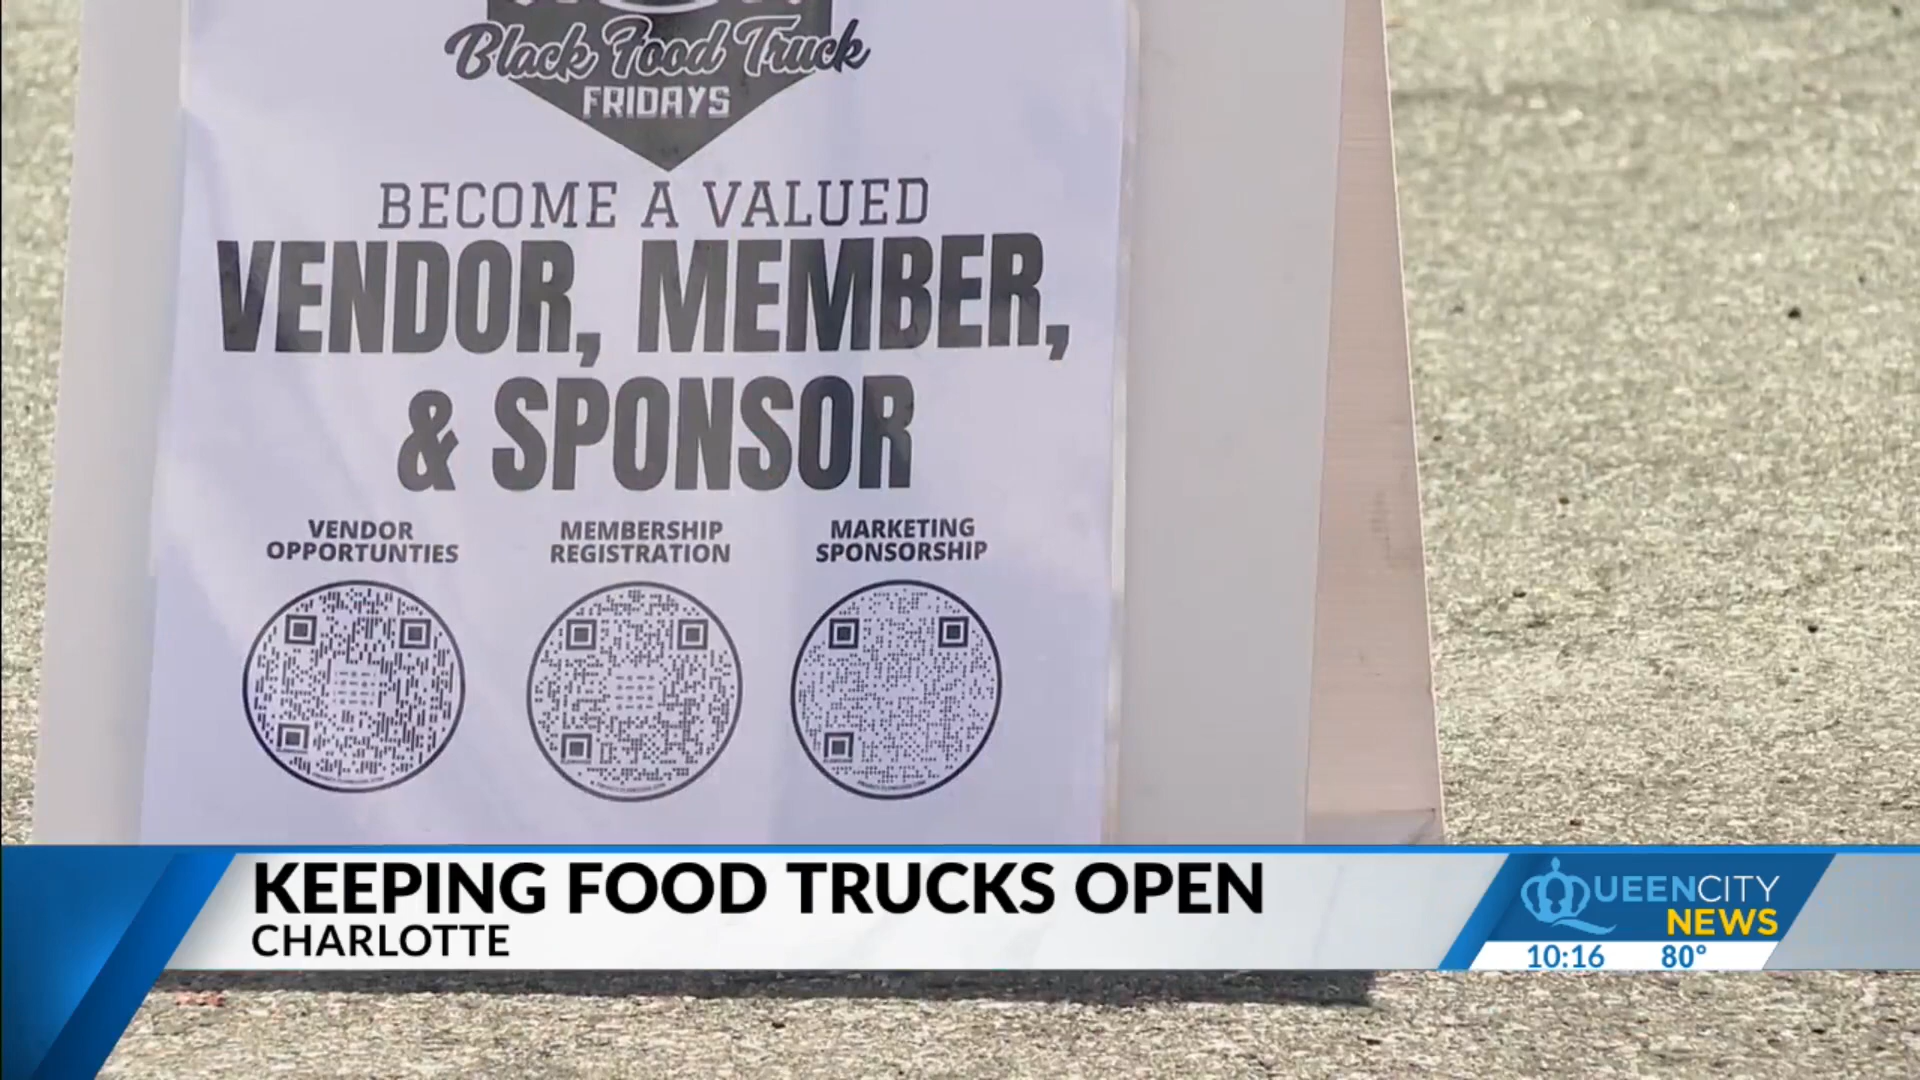 Black Food Truck
FRIDAYS
BECOME A VALUED
VENDOR, MEMBER,
& SPONSOR
VENDOR
OPPORTUNTIES
MEMBERSHIP
REGISTRATION
MARKETING
SPONSORSHIP
KEEPING FOOD TRUCKS OPEN
CHARLOTTE
QUEENCITY
NEWS
10:16 80°